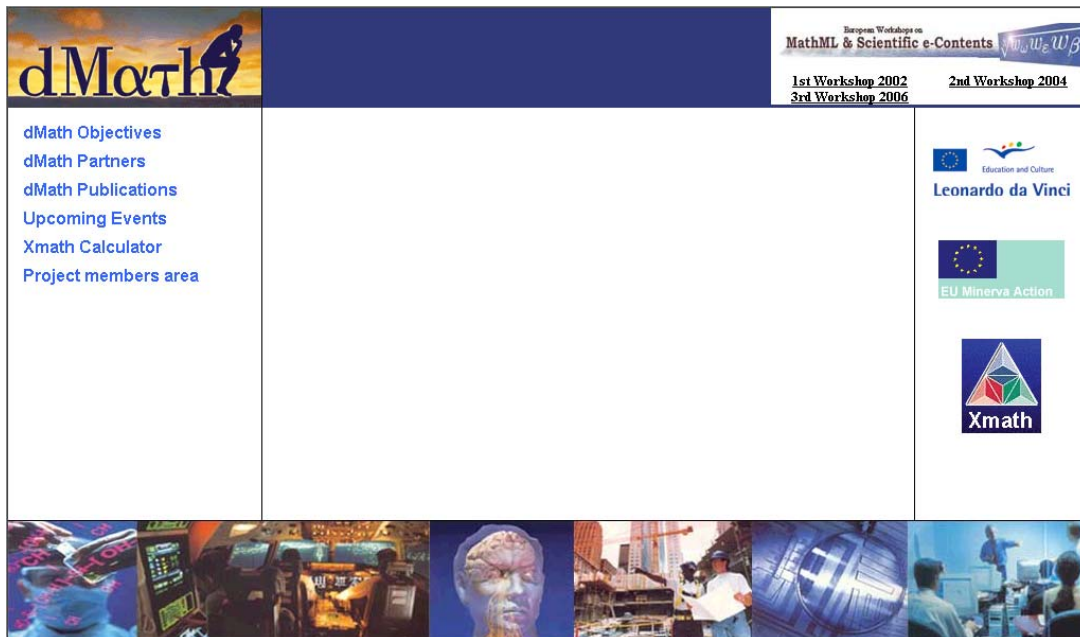 dMατh
European Workshops on
MathML & Scientific e-Contents
1st Workshop 2002 2nd Workshop 2004
3rd Workshop 2006
dMath Objectives
dMath Partners
dMath Publications
Upcoming Events
Xmath Calculator
Project members area
Education and Culture
Leonardo da Vinci
EU Minerva Action
Xmath